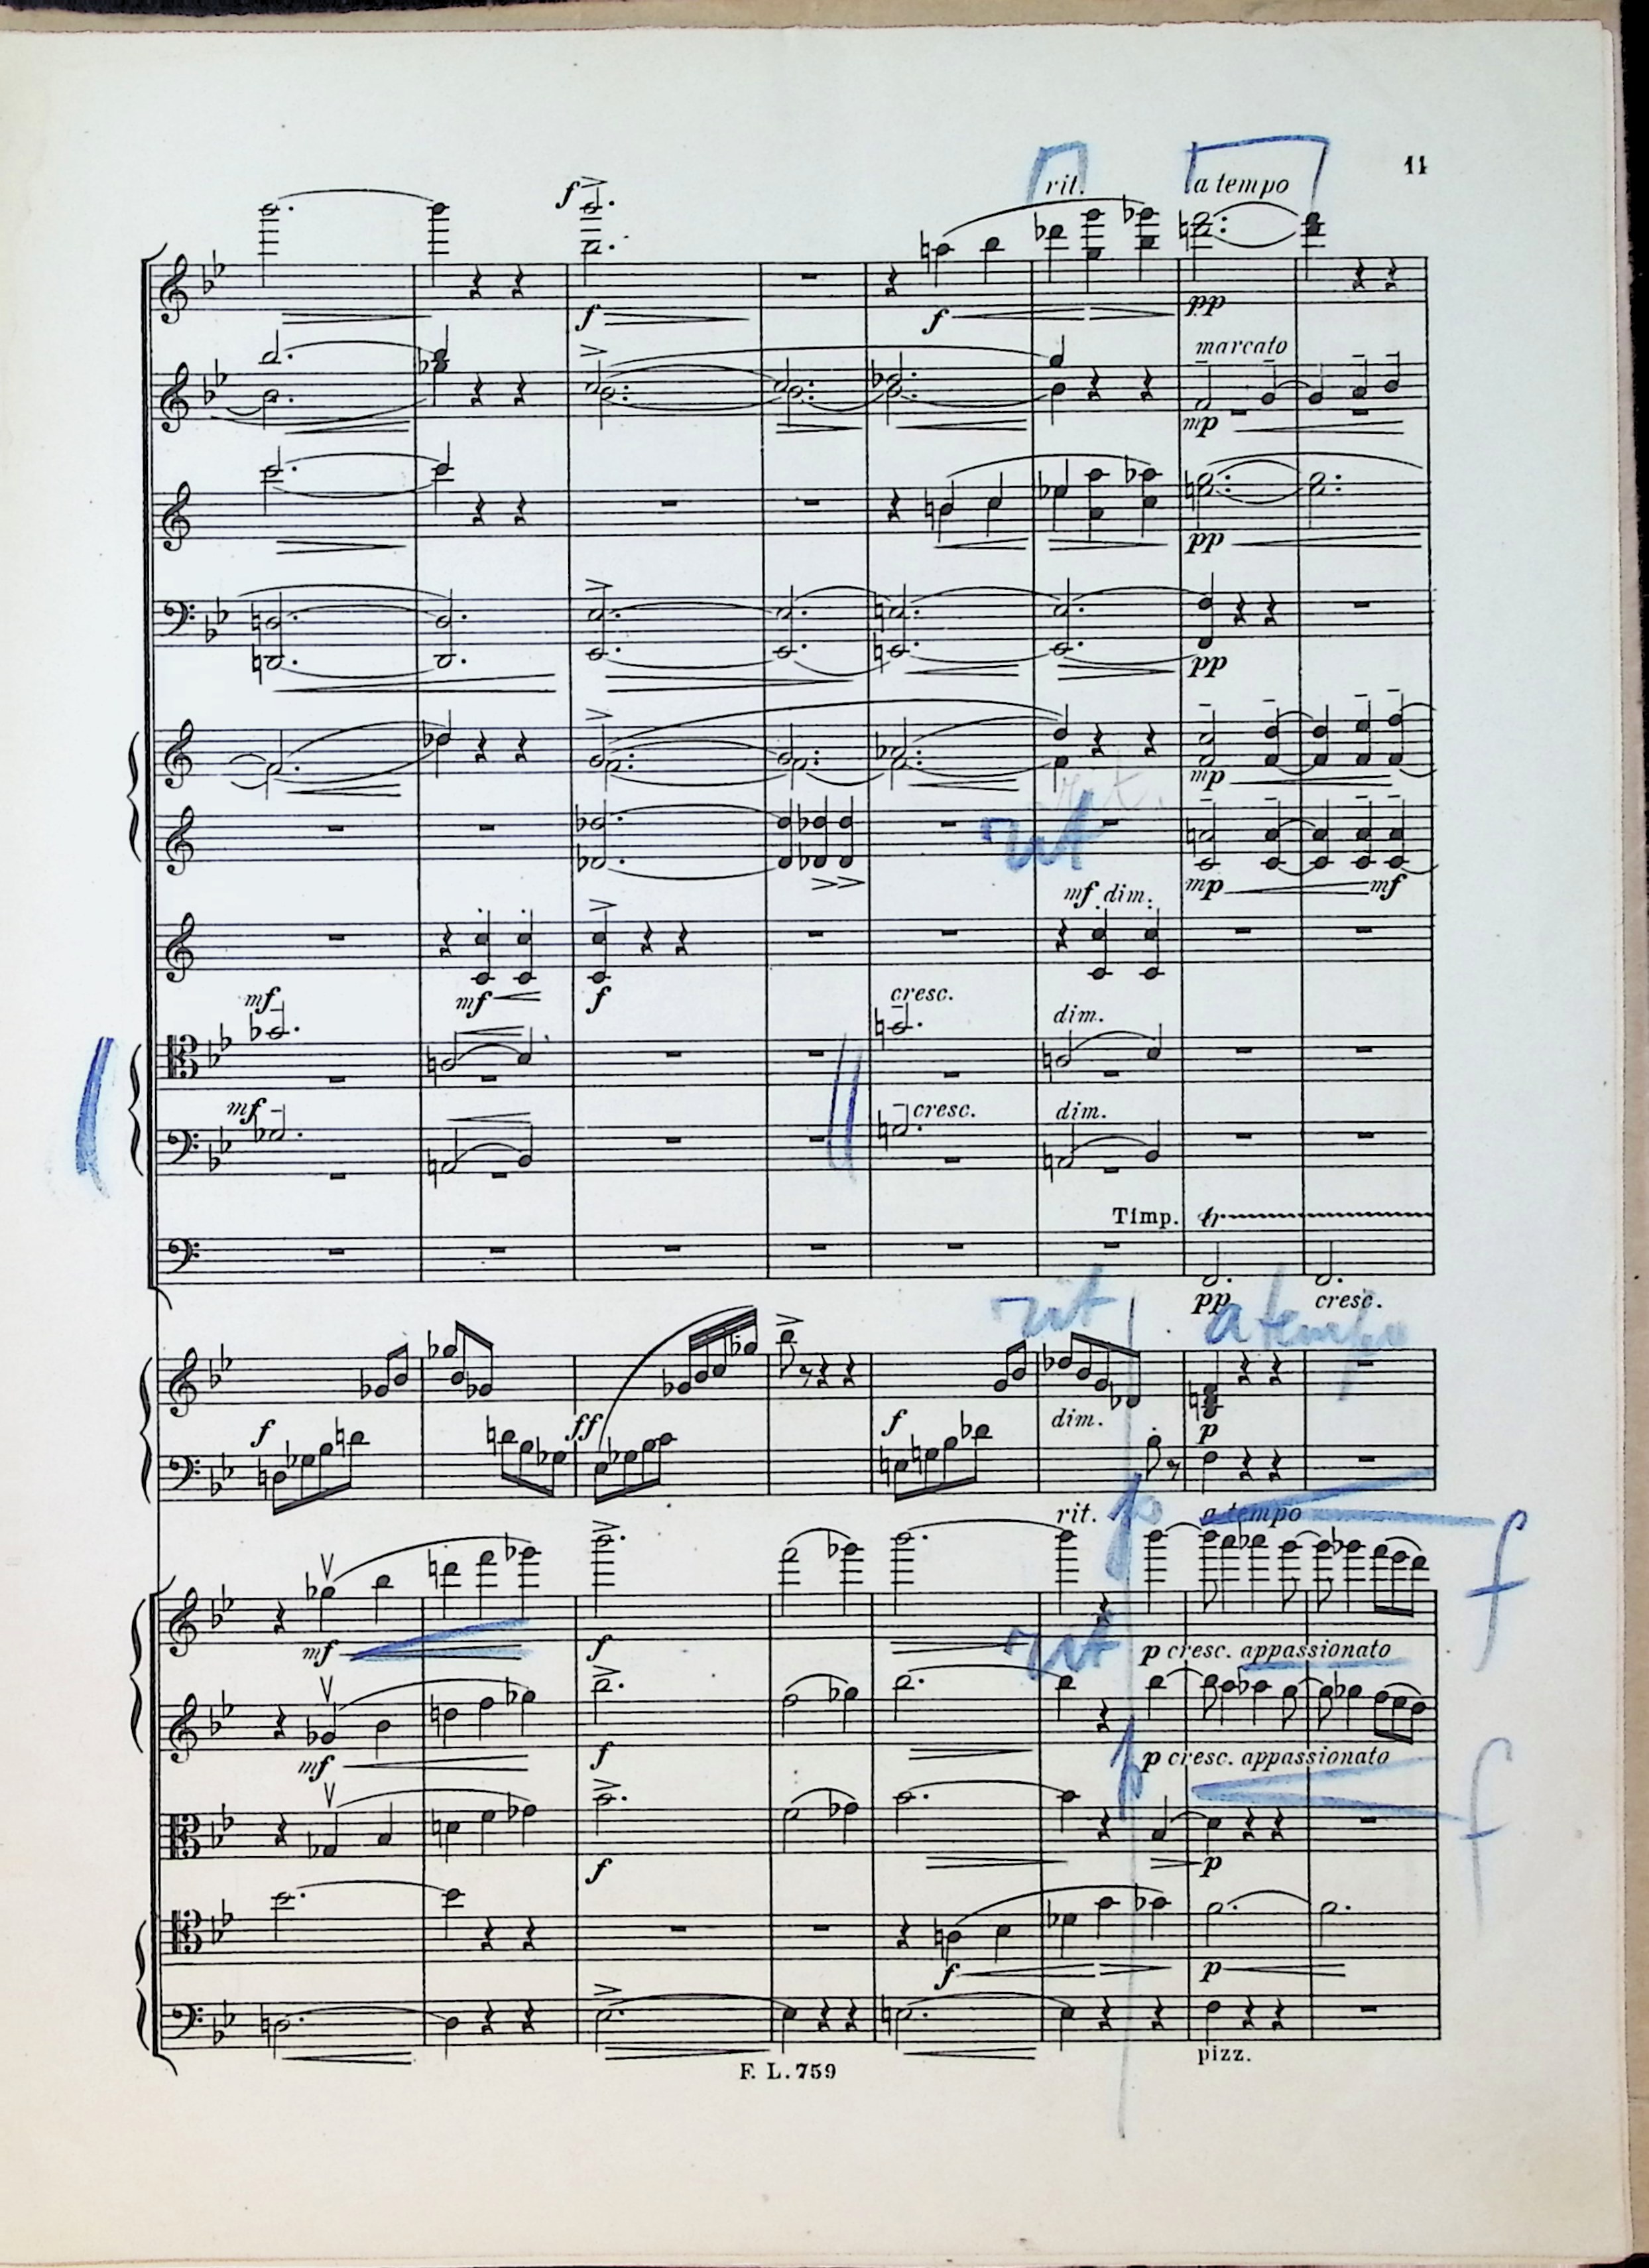 11
rit. a tempo
f
f f pp
marcato
mp
pp
pp
mp
rit
mp mf
mf dim.
mf mf f cresc.
dim.
mf cresc. dim.
Timp. tr
pp cresc.
rit a tempo
f ff f dim. p
rit. p a tempo
f
mf f rit p cresc. appassionato
mf f p p cresc. appassionato
f
f p
f p
F. L. 759 pizz.